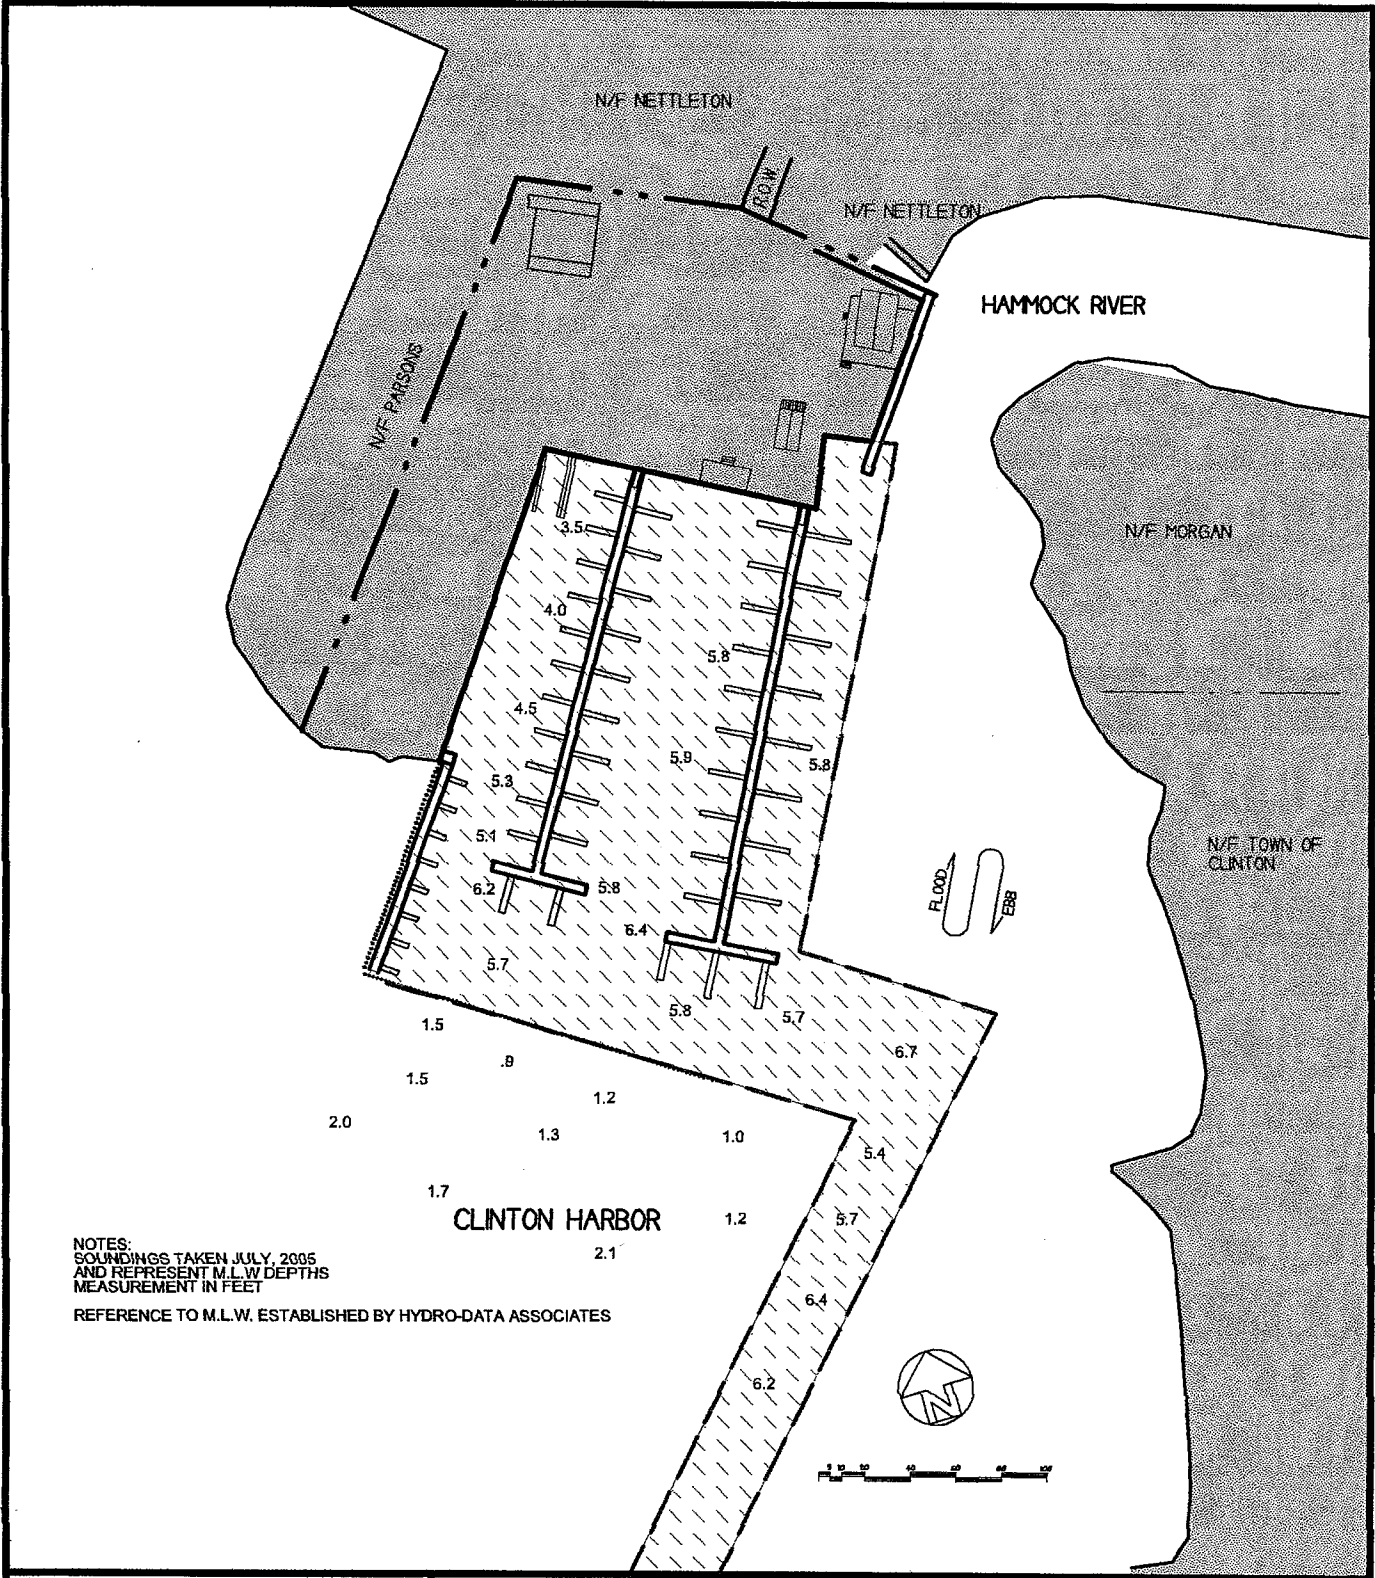 N/F NETTLETON
R.O.W
N/F NETTLETON
HAMMOCK RIVER
N/F PARSONS
N/F MORGAN
3.5
4.0
5.8
4.5
5.9
5.8
5.3
5.1
N/F TOWN OF
CLINTON
6.2
5.8
FLOOD
EBB
6.4
5.7
5.8
5.7
1.5
6.7
.9
1.5
1.2
2.0
1.3
1.0
5.4
1.7
CLINTON HARBOR
1.2
5.7
2.1
NOTES:
SOUNDINGS TAKEN JULY, 2005
AND REPRESENT M.L.W DEPTHS
MEASUREMENT IN FEET
6.4
REFERENCE TO M.L.W. ESTABLISHED BY HYDRO-DATA ASSOCIATES
6.2
N